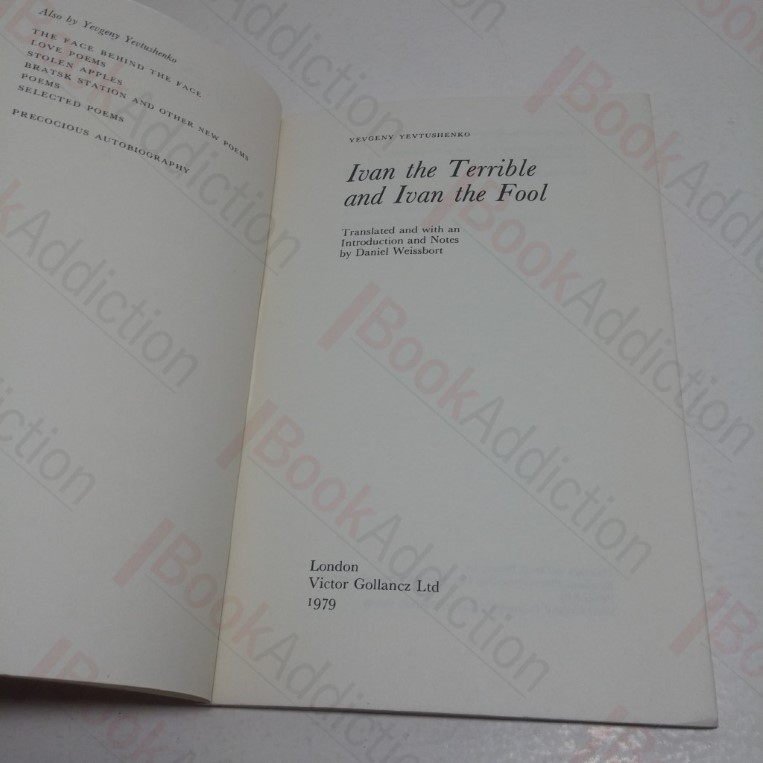 Also by Yevgeny Yevtushenko
THE FACE BEHIND THE FACE
LOVE POEMS
STOLEN APPLES
BRATSK STATION AND OTHER NEW POEMS
POEMS
SELECTED POEMS
PRECOCIOUS AUTOBIOGRAPHY
YEVGENY YEVTUSHENKO
Ivan the Terrible
and Ivan the Fool
Translated and with an
Introduction and Notes
by Daniel Weissbort
London
Victor Gollancz Ltd
1979
BookAddiction